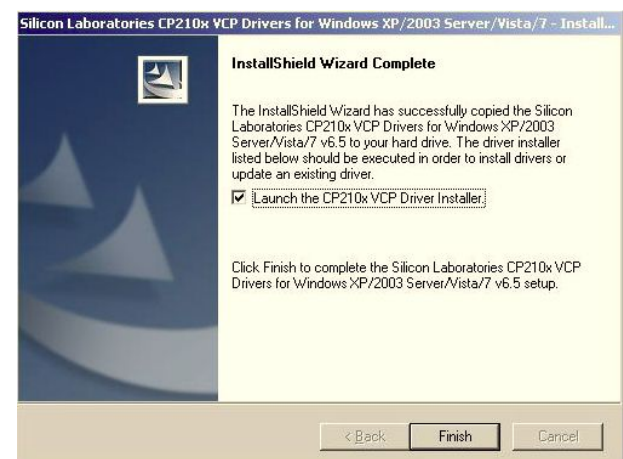 Silicon Laboratories CP210x VCP Drivers for Windows XP/2003 Server/Vista/7 - Install...
InstallShield Wizard Complete
The InstallShield Wizard has successfully copied the Silicon
Laboratories CP210x VCP Drivers for Windows XP/2003
Server/Vista/7 v6.5 to your hard drive. The driver installer
listed below should be executed in order to install drivers or
update an existing driver.
Launch the CP210x VCP Driver Installer.
Click Finish to complete the Silicon Laboratories CP210x VCP
Drivers for Windows XP/2003 Server/Vista/7 v6.5 setup.
< Back Finish Cancel